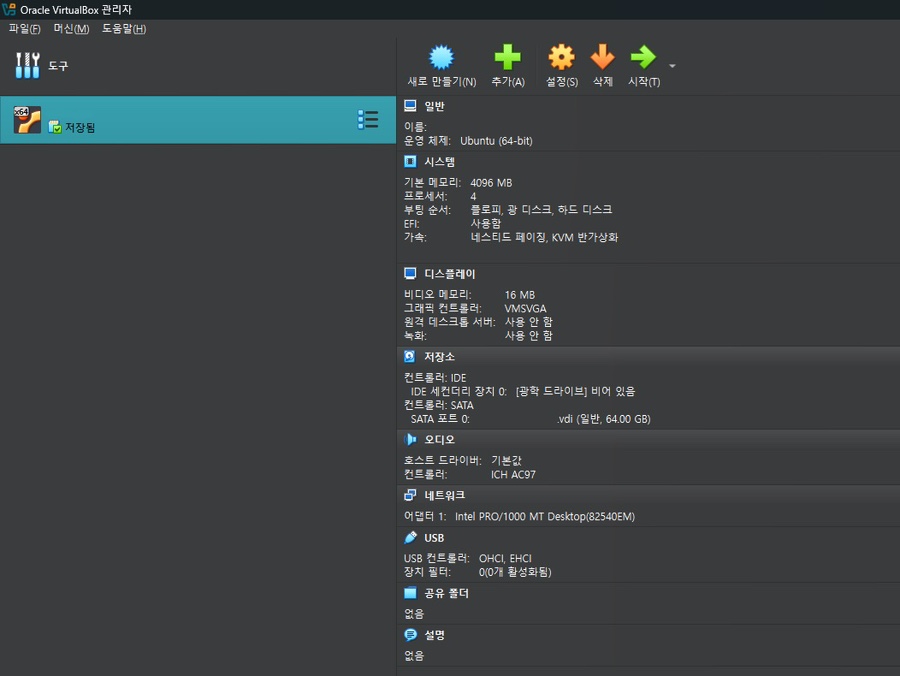 Oracle VirtualBox 관리자
파일(F) 머신(M) 도움말(H)
도구
새로 만들기(N) 추가(A) 설정(S) 삭제 시작(T)
x64
저장됨
일반
이름:
운영 체제: Ubuntu (64-bit)
시스템
기본 메모리: 4096 MB
프로세서: 4
부팅 순서: 플로피, 광 디스크, 하드 디스크
EFI: 사용함
가속: 네스티드 페이징, KVM 반가상화
디스플레이
비디오 메모리: 16 MB
그래픽 컨트롤러: VMSVGA
원격 데스크톱 서버: 사용 안 함
녹화: 사용 안 함
저장소
컨트롤러: IDE
IDE 세컨더리 장치 0: [광학 드라이브] 비어 있음
컨트롤러: SATA
SATA 포트 0: .vdi (일반, 64.00 GB)
오디오
호스트 드라이버: 기본값
컨트롤러: ICH AC97
네트워크
어댑터 1: Intel PRO/1000 MT Desktop(82540EM)
USB
USB 컨트롤러: OHCI, EHCI
장치 필터: 0(0개 활성화됨)
공유 폴더
없음
설명
없음